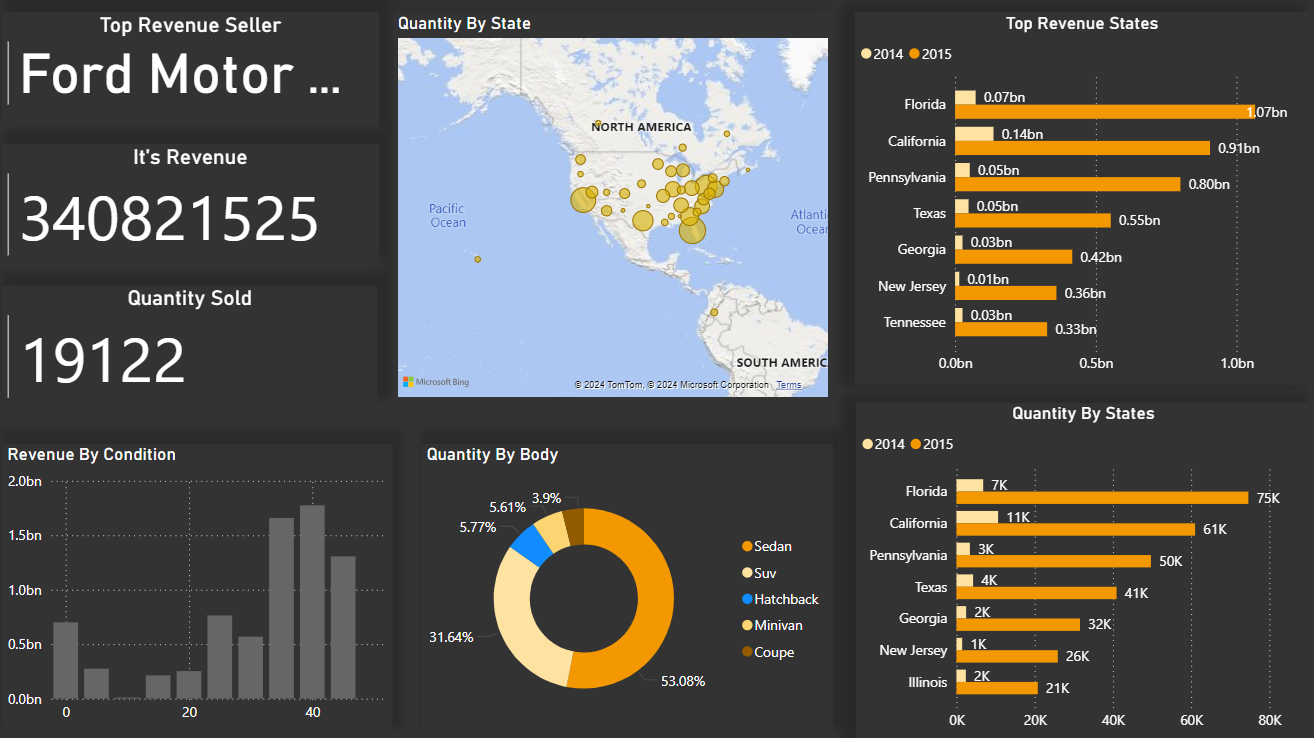 Top Revenue Seller
Ford Motor ...
It's Revenue
340821525
Quantity Sold
19122
Quantity By State
NORTH AMERICA
Pacific
Ocean
Atlantic
Ocean
SOUTH AMERIC
Microsoft Bing
© 2024 TomTom, © 2024 Microsoft Corporation Terms
Top Revenue States
2014 2015
Florida 0.07bn 1.07bn
California 0.14bn 0.91bn
Pennsylvania 0.05bn 0.80bn
Texas 0.05bn 0.55bn
Georgia 0.03bn 0.42bn
New Jersey 0.01bn 0.36bn
Tennessee 0.03bn 0.33bn
0.0bn 0.5bn 1.0bn
Revenue By Condition
2.0bn
1.5bn
1.0bn
0.5bn
0.0bn
0 20 40
Quantity By Body
3.9%
5.61%
5.77%
31.64%
53.08%
Sedan
Suv
Hatchback
Minivan
Coupe
Quantity By States
2014 2015
Florida 7K 75K
California 11K 61K
Pennsylvania 3K 50K
Texas 4K 41K
Georgia 2K 32K
New Jersey 1K 26K
Illinois 2K 21K
0K 20K 40K 60K 80K